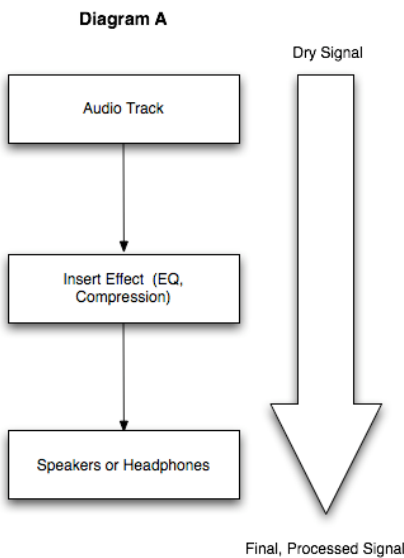 Diagram A
Dry Signal
Audio Track
Insert Effect (EQ,
Compression)
Speakers or Headphones
Final, Processed Signal